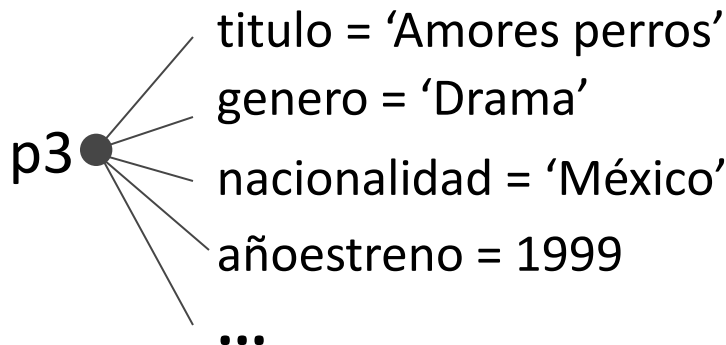 titulo = ‘Amores perros’
genero = ‘Drama’
p3
nacionalidad = ‘México’
añoestreno = 1999
...